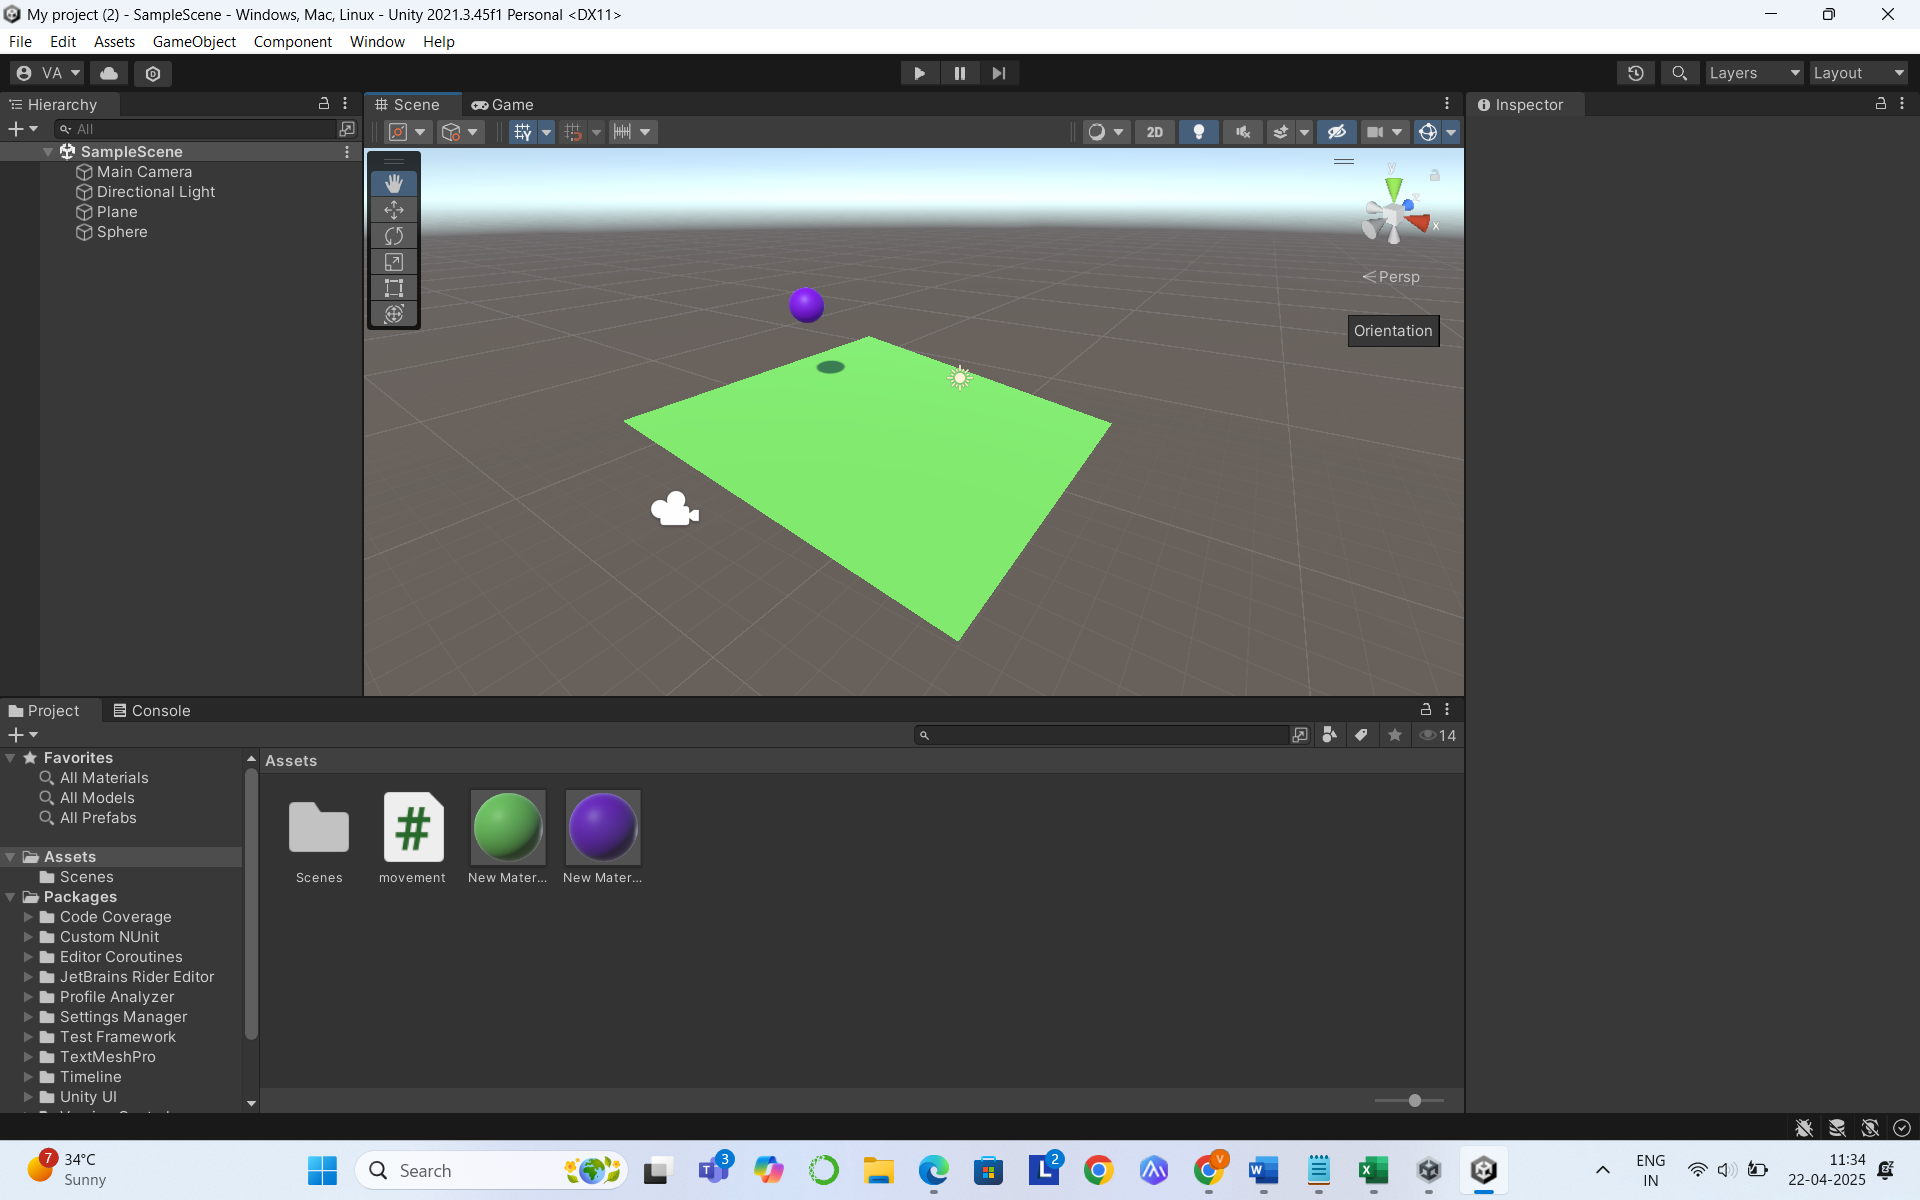 My project (2) - SampleScene - Windows, Mac, Linux - Unity 2021.3.45f1 Personal <DX11>
File Edit Assets GameObject Component Window Help
VA
Layers
Layout
Hierarchy
All
SampleScene
Main Camera
Directional Light
Plane
Sphere
Scene
Game
2D
y
z
x
Persp
Orientation
Inspector
Project
Console
14
Favorites
All Materials
All Models
All Prefabs
Assets
Scenes
Packages
Code Coverage
Custom NUnit
Editor Coroutines
JetBrains Rider Editor
Profile Analyzer
Settings Manager
Test Framework
TextMeshPro
Timeline
Unity UI
Assets
Scenes
movement
New Mater...
New Mater...
7
34°C
Sunny
Search
3
2
V
ENG
IN
11:34
22-04-2025